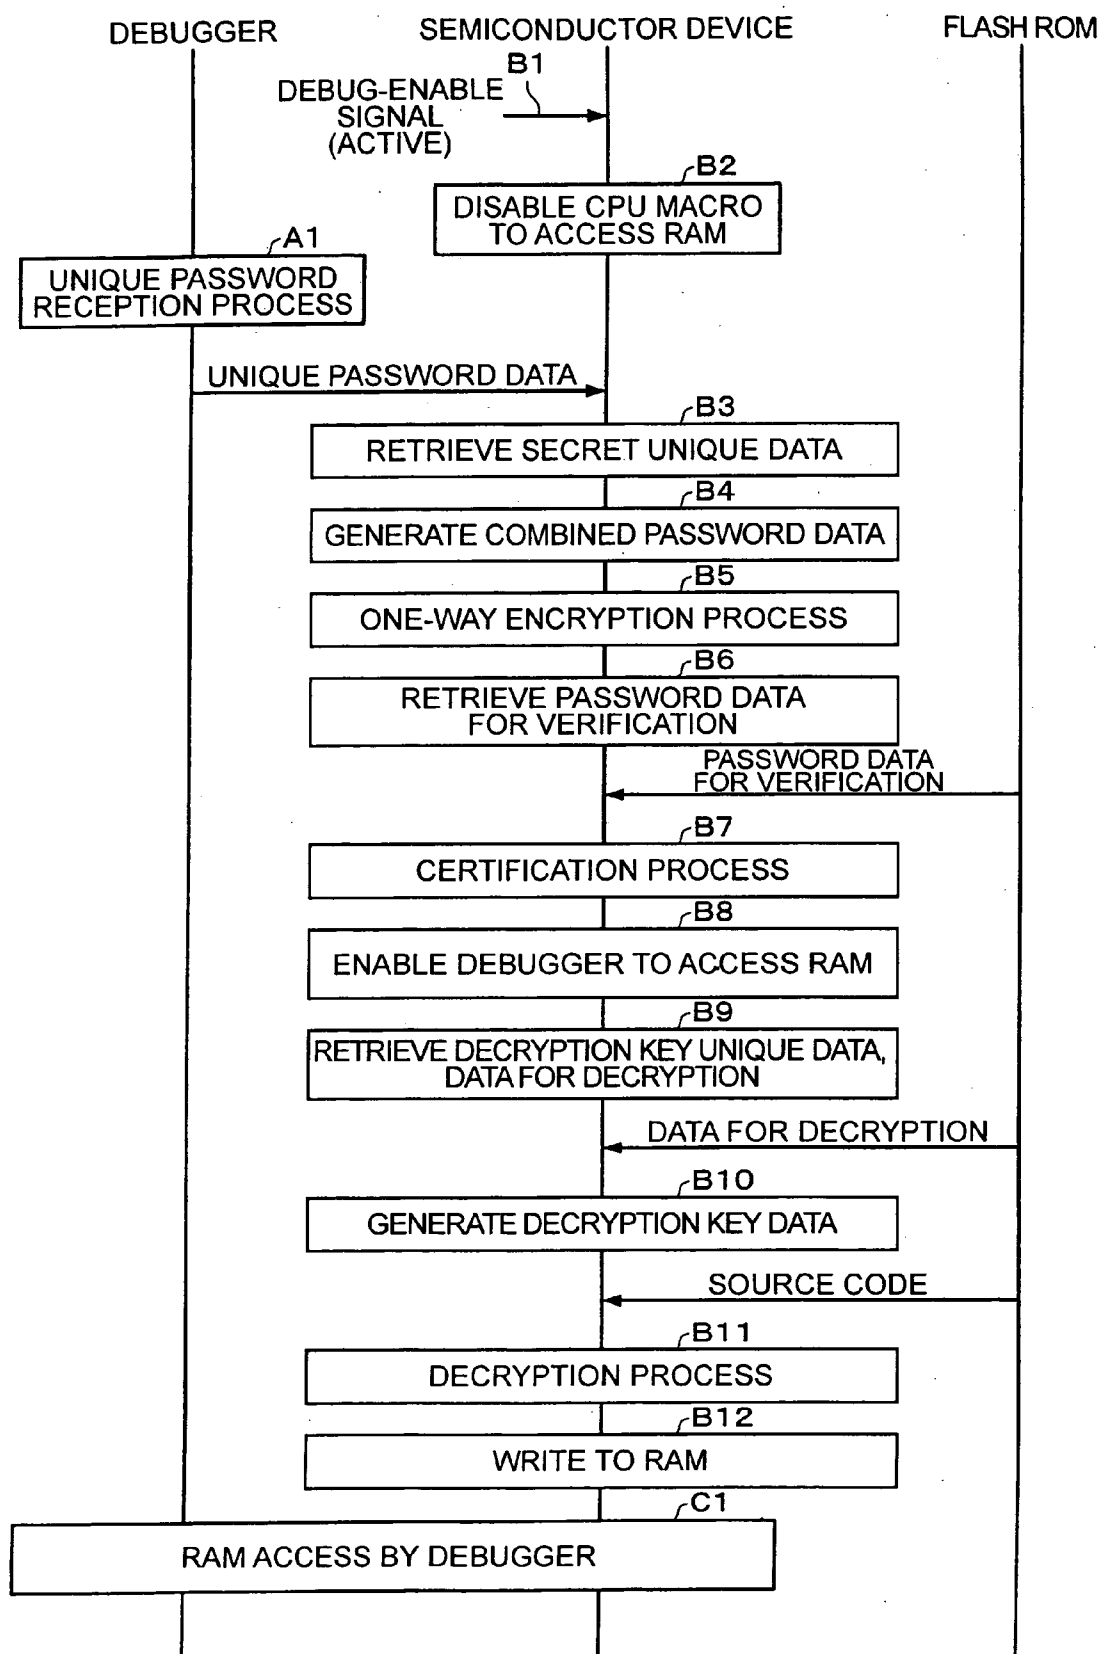 DEBUGGER
SEMICONDUCTOR DEVICE
FLASH ROM
B1
DEBUG-ENABLE
SIGNAL
(ACTIVE)
B2
DISABLE CPU MACRO
TO ACCESS RAM
A1
UNIQUE PASSWORD
RECEPTION PROCESS
UNIQUE PASSWORD DATA
B3
RETRIEVE SECRET UNIQUE DATA
B4
GENERATE COMBINED PASSWORD DATA
B5
ONE-WAY ENCRYPTION PROCESS
B6
RETRIEVE PASSWORD DATA
FOR VERIFICATION
PASSWORD DATA
FOR VERIFICATION
B7
CERTIFICATION PROCESS
B8
ENABLE DEBUGGER TO ACCESS RAM
B9
RETRIEVE DECRYPTION KEY UNIQUE DATA,
DATA FOR DECRYPTION
DATA FOR DECRYPTION
B10
GENERATE DECRYPTION KEY DATA
SOURCE CODE
B11
DECRYPTION PROCESS
B12
WRITE TO RAM
C1
RAM ACCESS BY DEBUGGER